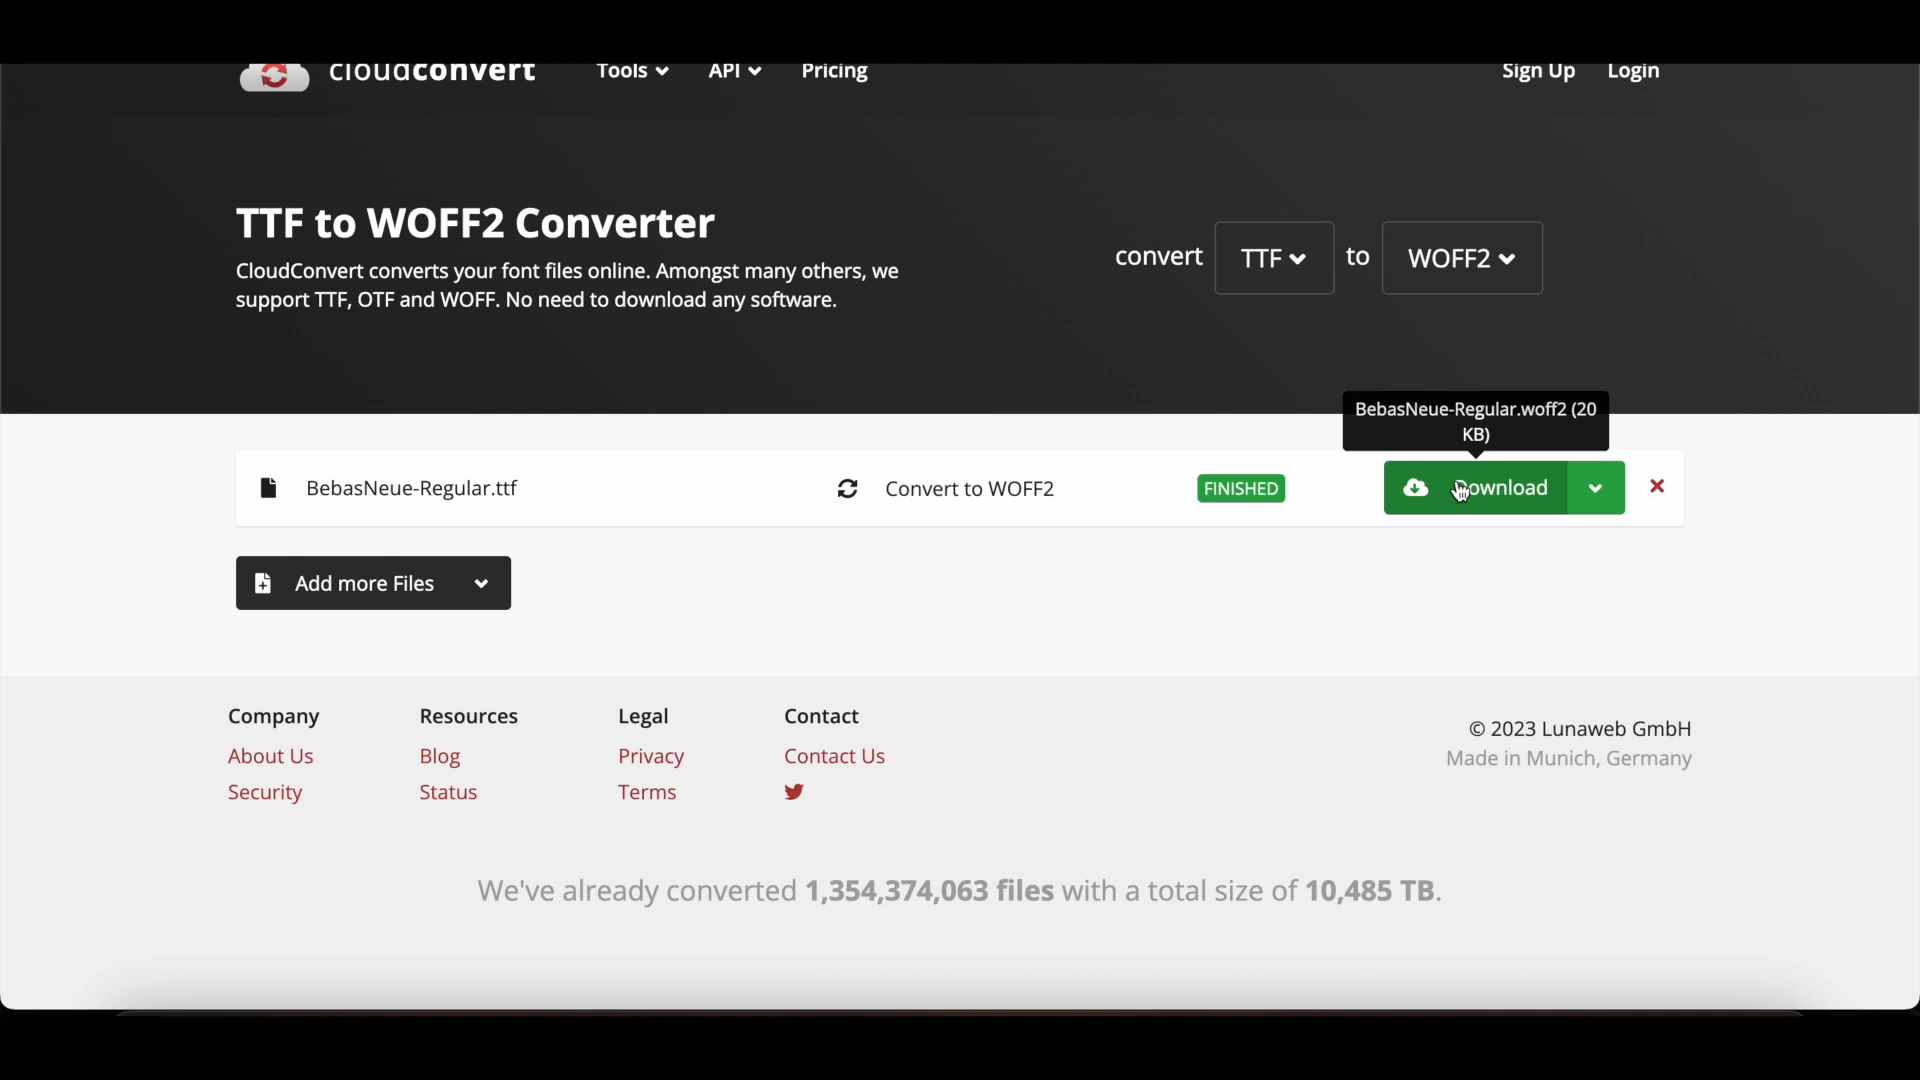 cloudconvert Tools API Pricing Sign Up Login
TTF to WOFF2 Converter
CloudConvert converts your font files online. Amongst many others, we
support TTF, OTF and WOFF. No need to download any software.
convert TTF to WOFF2
BebasNeue-Regular.woff2 (20
KB)
BebasNeue-Regular.ttf Convert to WOFF2 FINISHED Download
Add more Files
Company
About Us
Security
Resources
Blog
Status
Legal
Privacy
Terms
Contact
Contact Us
© 2023 Lunaweb GmbH
Made in Munich, Germany
We've already converted 1,354,374,063 files with a total size of 10,485 TB.